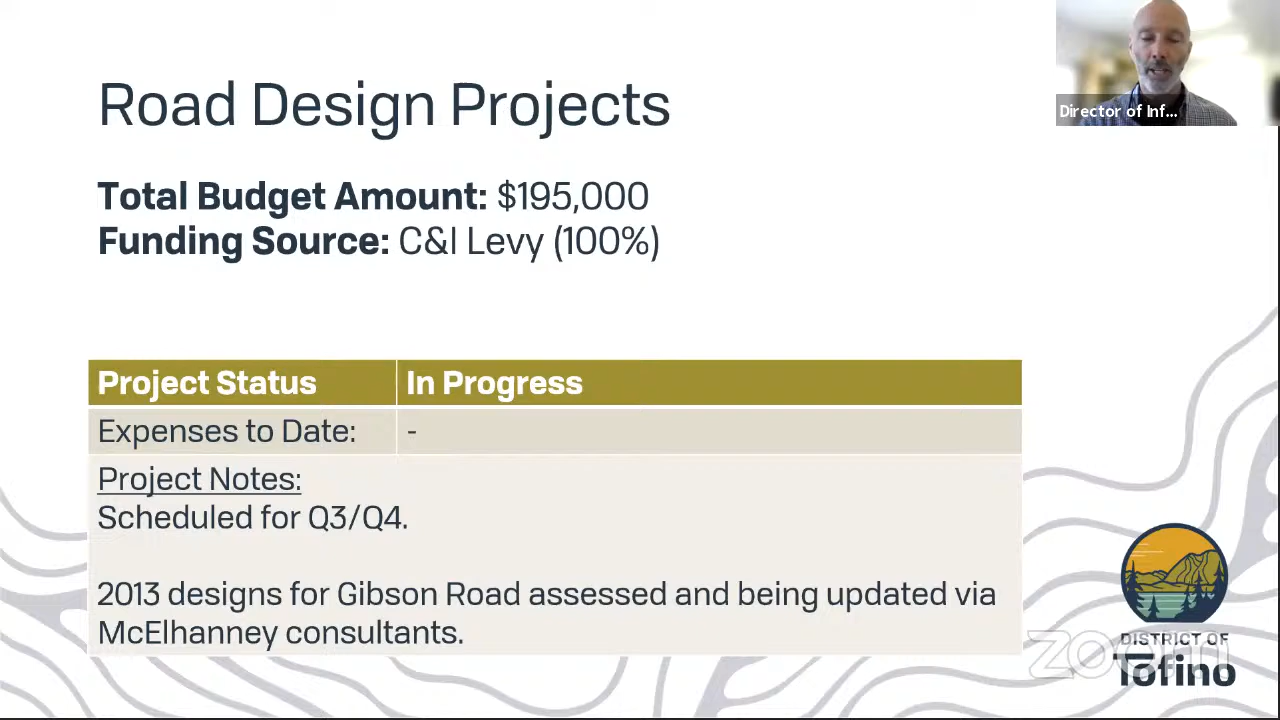 Road Design Projects
Director of Inf...
Total Budget Amount: $195,000
Funding Source: C&I Levy (100%)
Project Status In Progress
Expenses to Date: -
Project Notes:
Scheduled for Q3/Q4.
2013 designs for Gibson Road assessed and being updated via
McElhanney consultants.
zoom
DISTRICT OF
Tofino